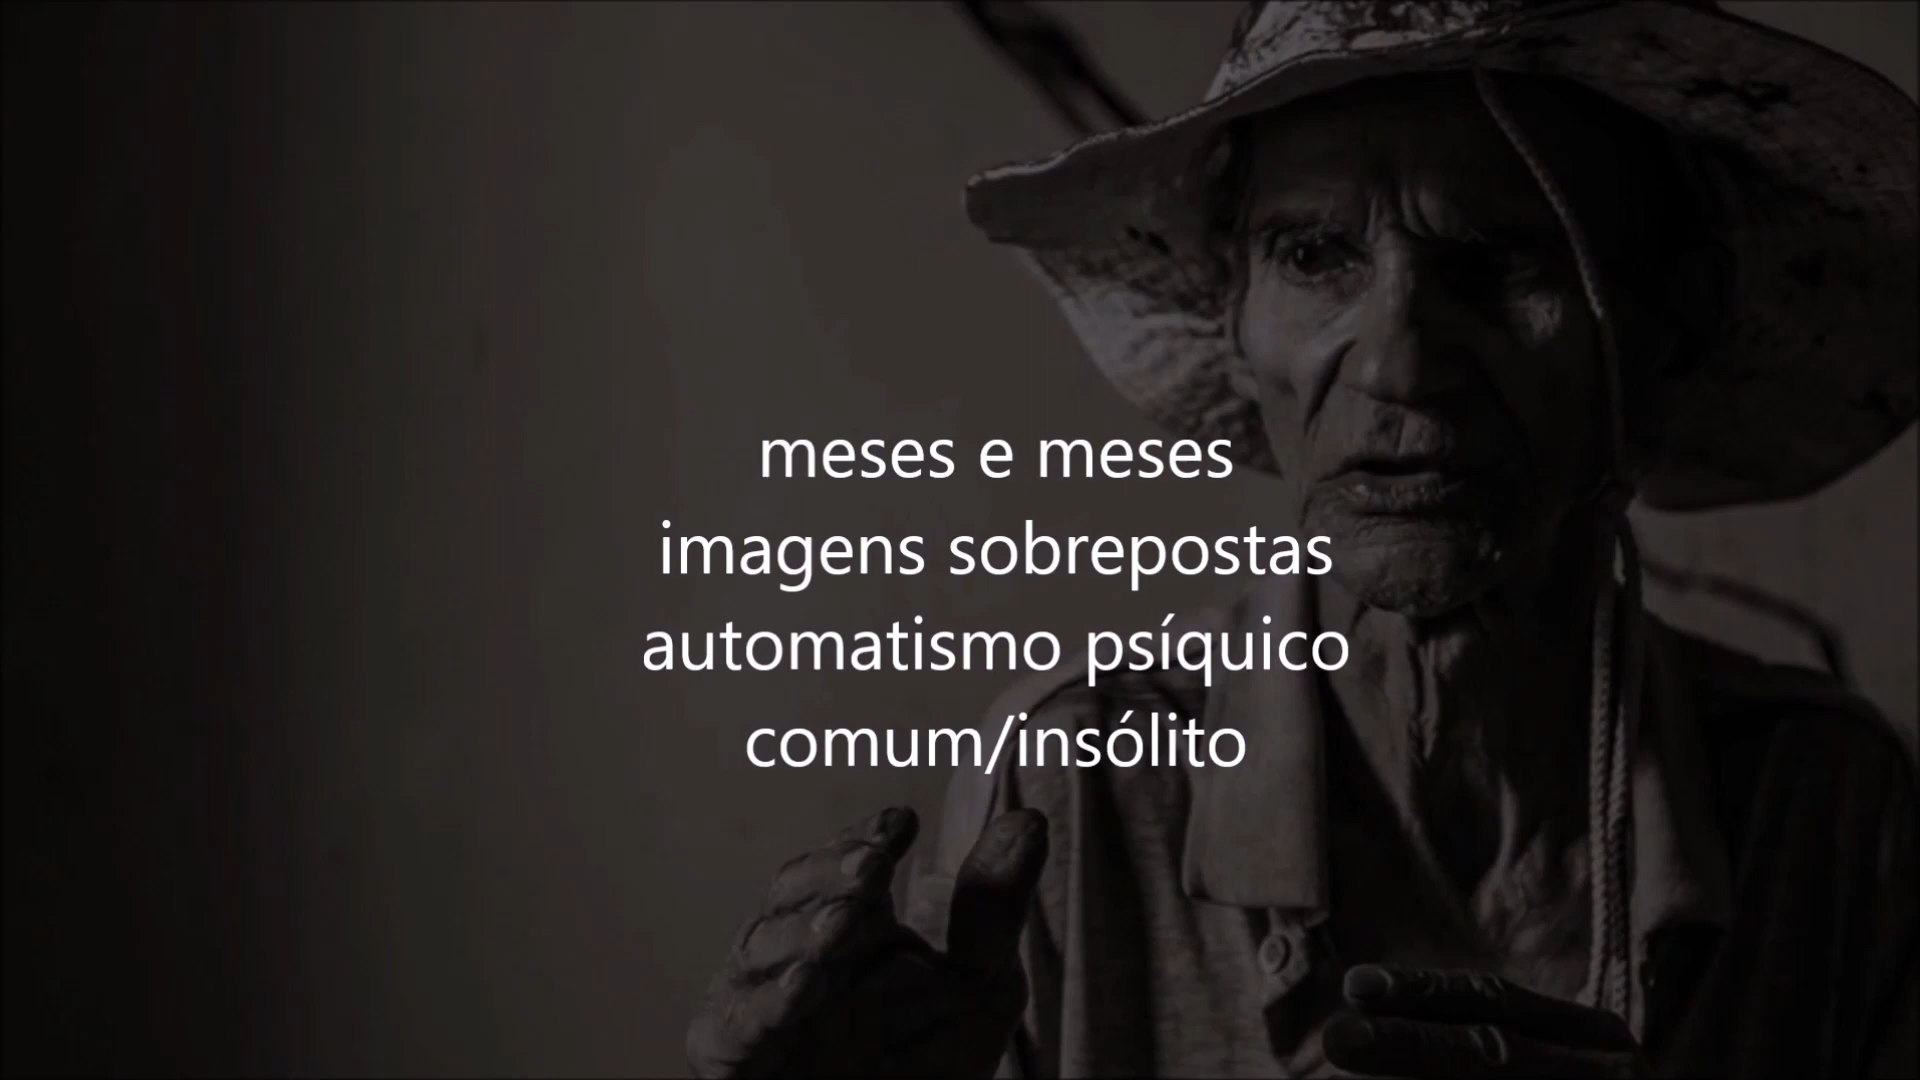 meses e meses
imagens sobrepostas
automatismo psíquico
comum/insólito